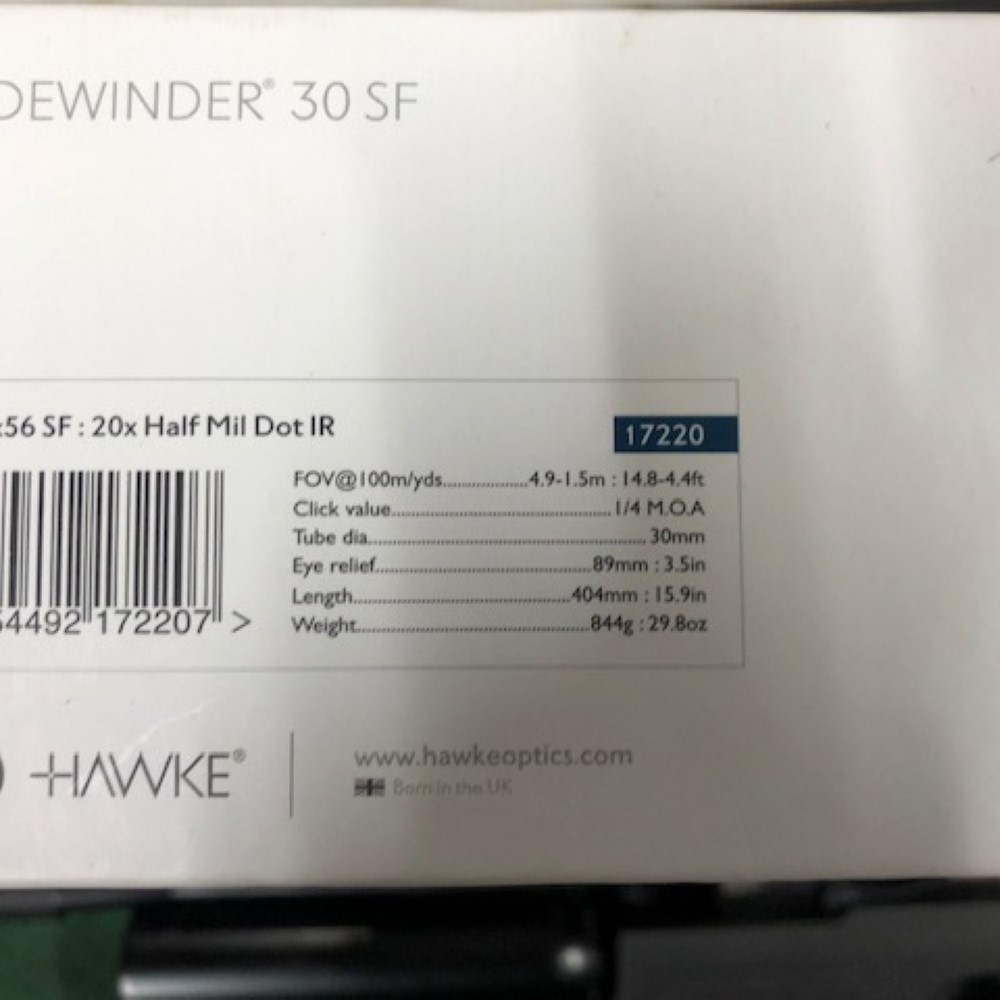 DEWINDER® 30 SF
x56 SF : 20x Half Mil Dot IR
17220
FOV@100m/yds..................4.9-1.5m : 14.8-4.4ft
Click value.............................................1/4 M.O.A
Tube dia.......................................................30mm
Eye relief...........................................89mm : 3.5in
Length...........................................404mm : 15.9in
Weight..............................................844g : 29.8oz
54492 172207 >
HAWKE®
www.hawkeoptics.com
Born in the UK